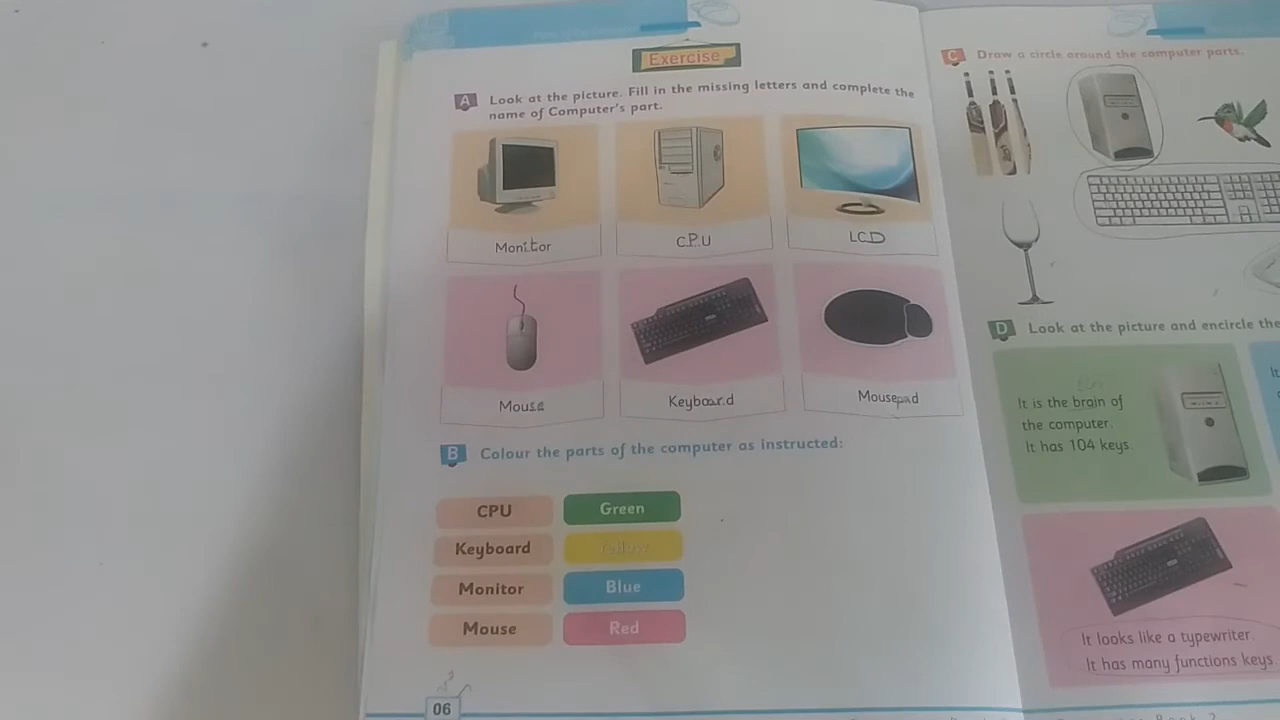 Exercise
A Look at the picture. Fill in the missing letters and complete the
name of Computer's part.
Monitor
C.P.U
LCD
Mouse
Keyboard
Mousepad
B Colour the parts of the computer as instructed:
CPU Green
Keyboard Yellow
Monitor Blue
Mouse Red
06
C Draw a circle around the computer parts.
D Look at the picture and encircle the
It is the brain of
the computer.
It has 104 keys.
It looks like a typewriter.
It has many functions keys.